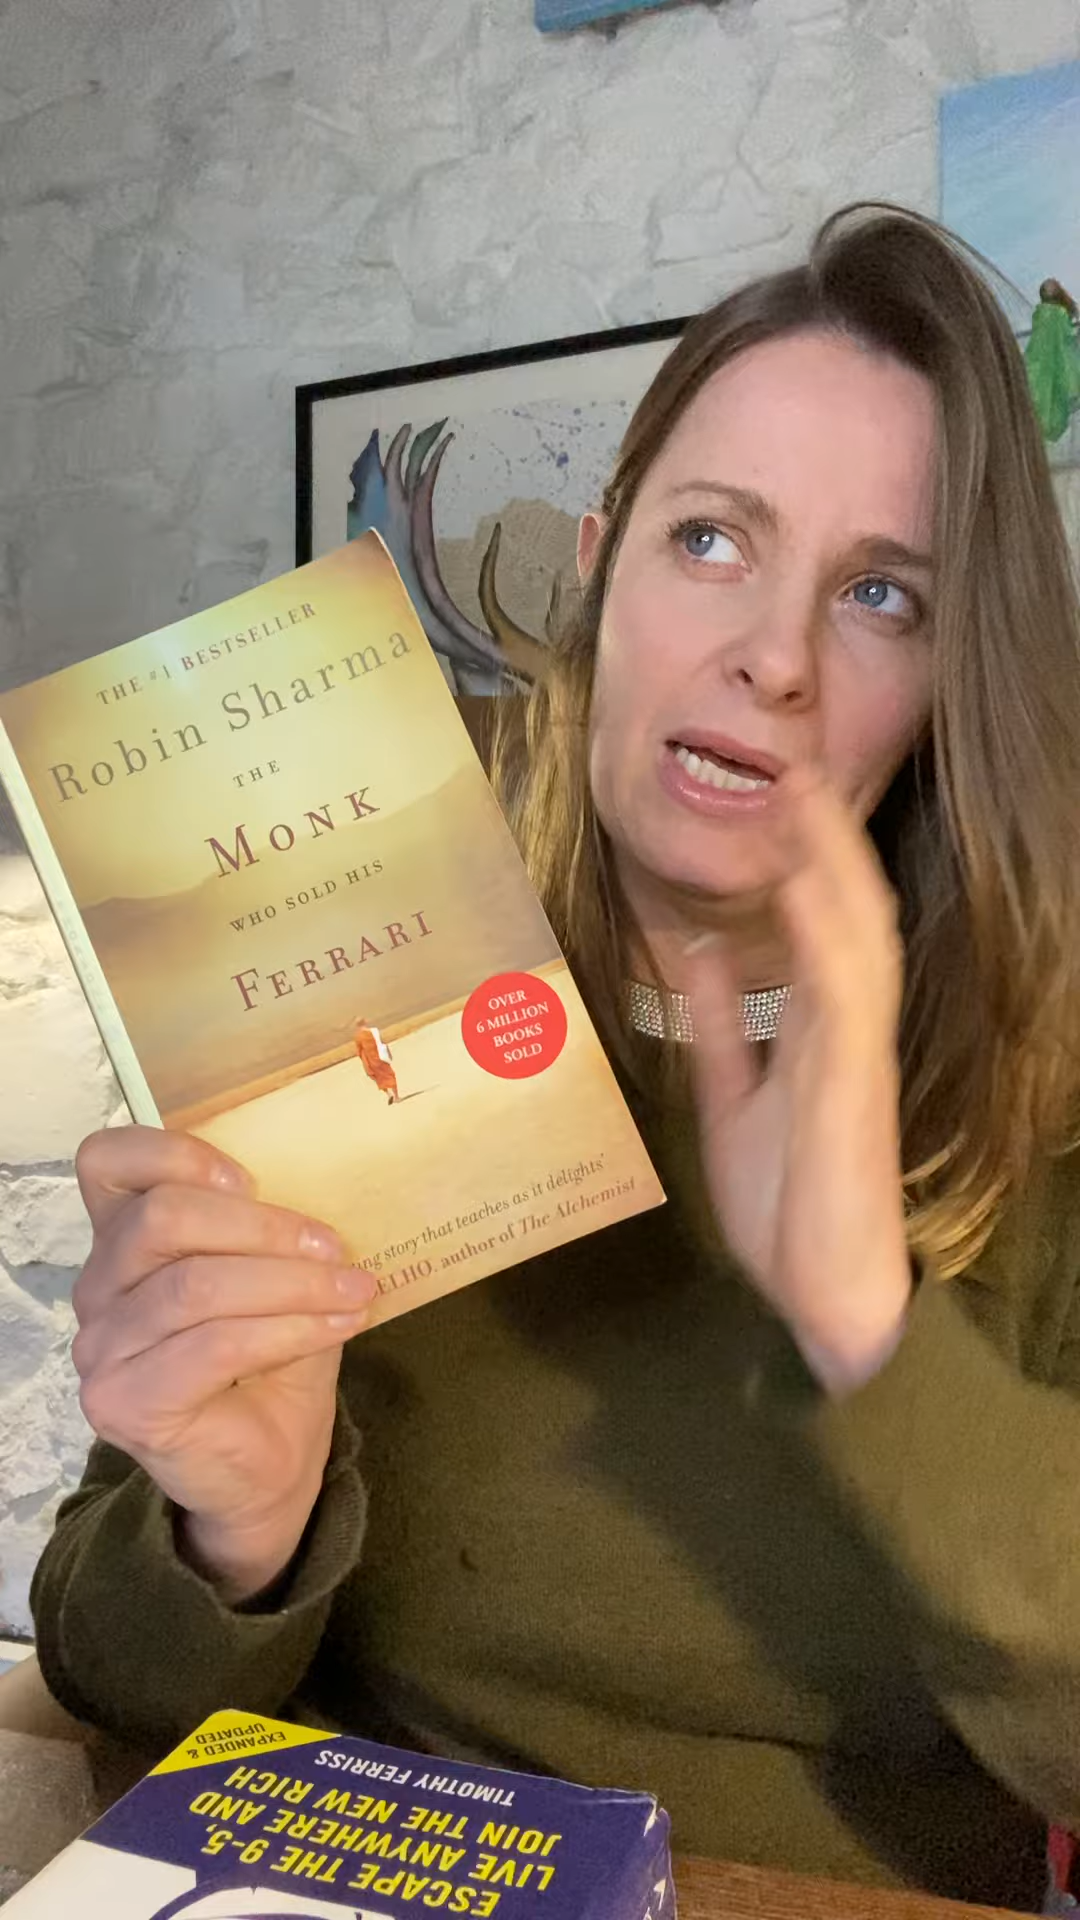 THE #1 BESTSELLER
Robin Sharma
THE
MONK
WHO SOLD HIS
FERRARI
OVER
6 MILLION
BOOKS
SOLD
story that teaches as it delights'
author of The Alchemist
EXPANDED &
UPDATED
TIMOTHY FERRISS
ESCAPE THE 9-5,
LIVE ANYWHERE AND
JOIN THE NEW RICH